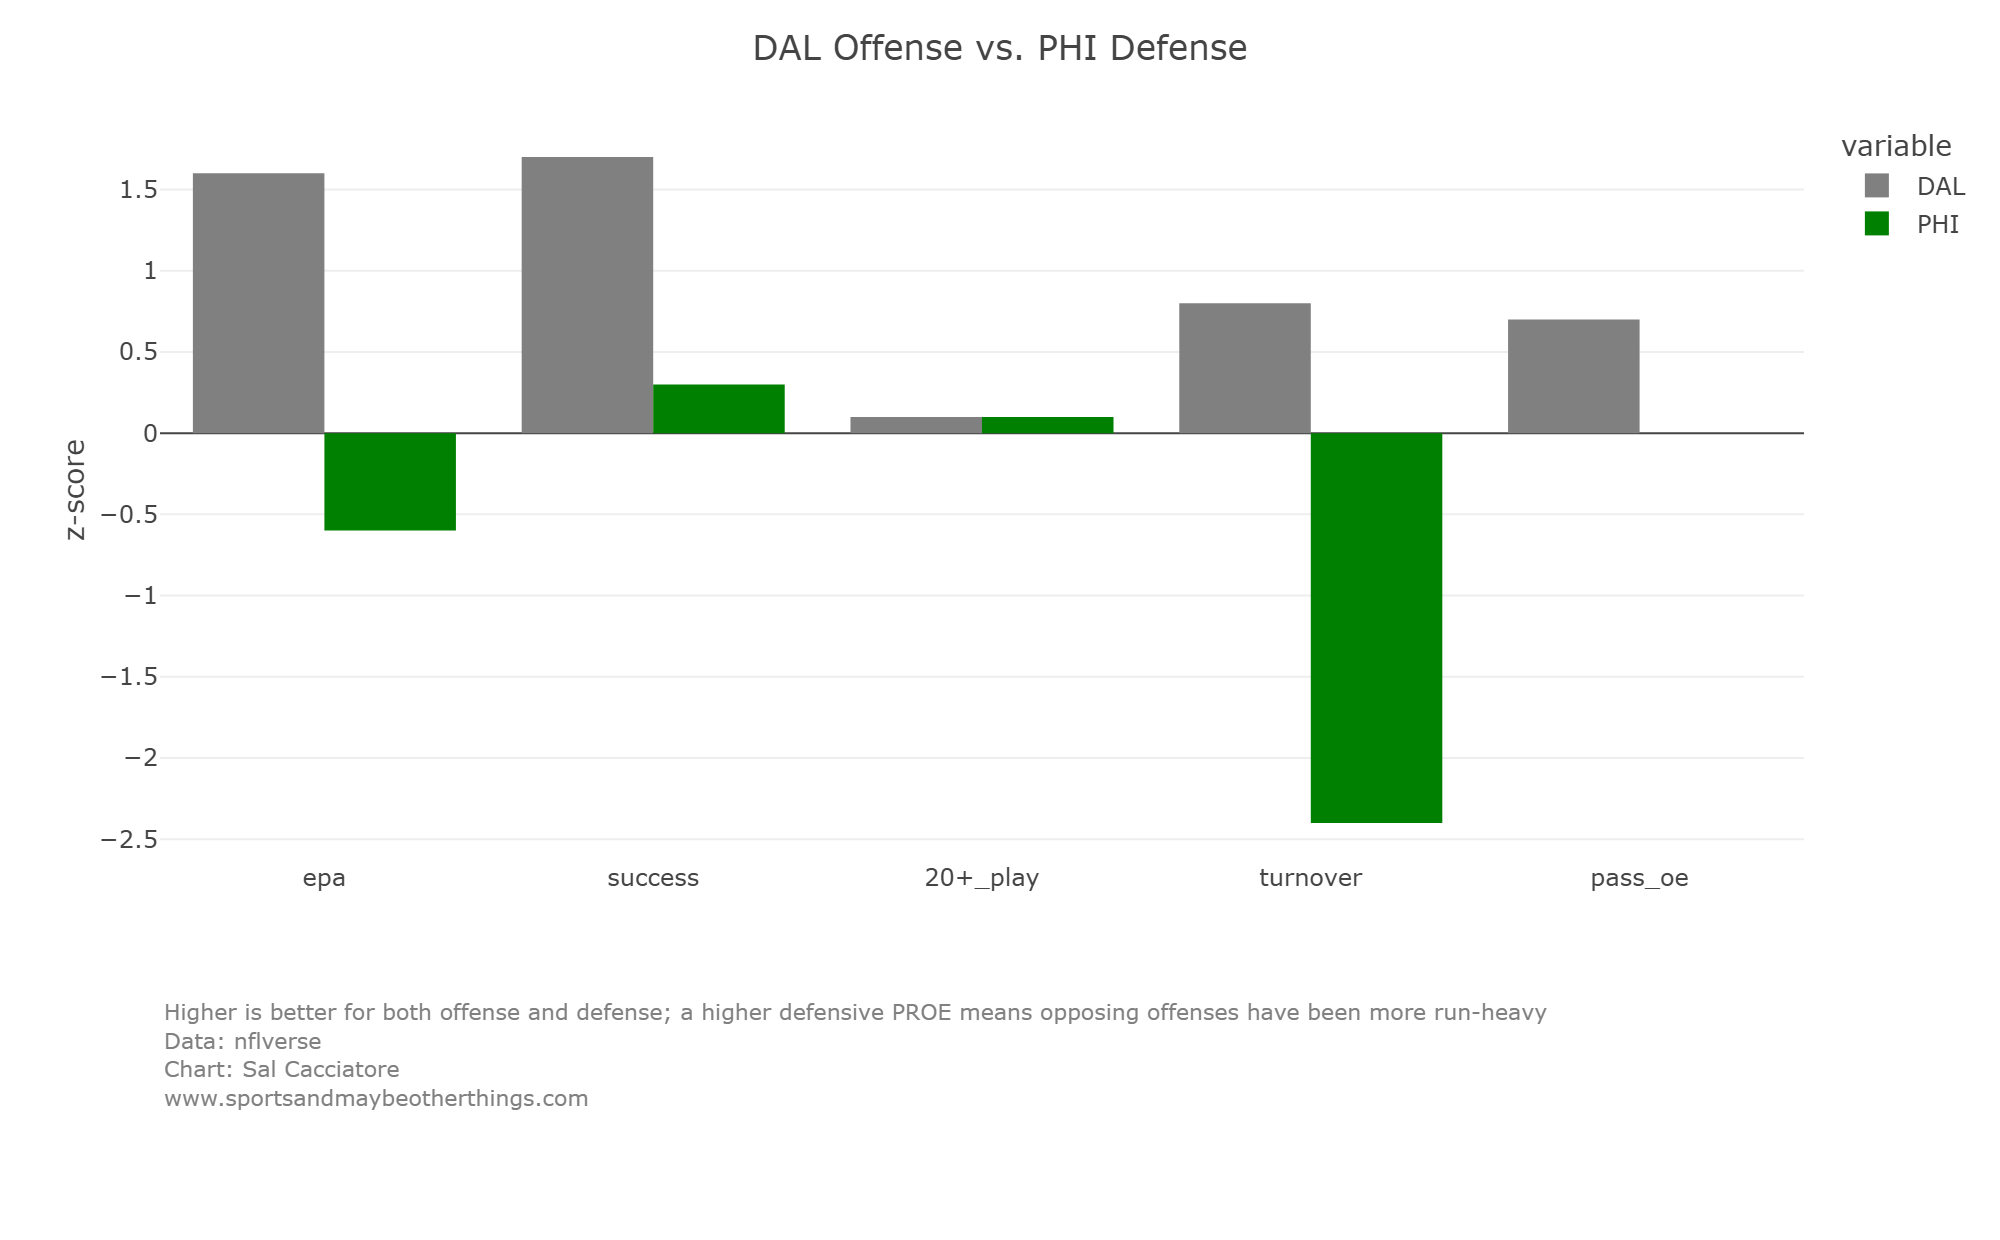 DAL Offense vs. PHI Defense
variable
DAL
PHI
z-score
1.5
1
0.5
0
−0.5
−1
−1.5
−2
−2.5
epa success 20+_play turnover pass_oe
Higher is better for both offense and defense; a higher defensive PROE means opposing offenses have been more run-heavy
Data: nflverse
Chart: Sal Cacciatore
www.sportsandmaybeotherthings.com